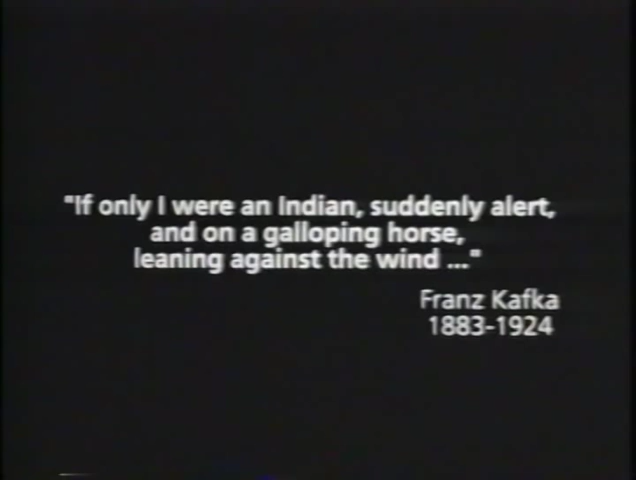 "If only I were an Indian, suddenly alert,
and on a galloping horse,
leaning against the wind ..."
Franz Kafka
1883-1924